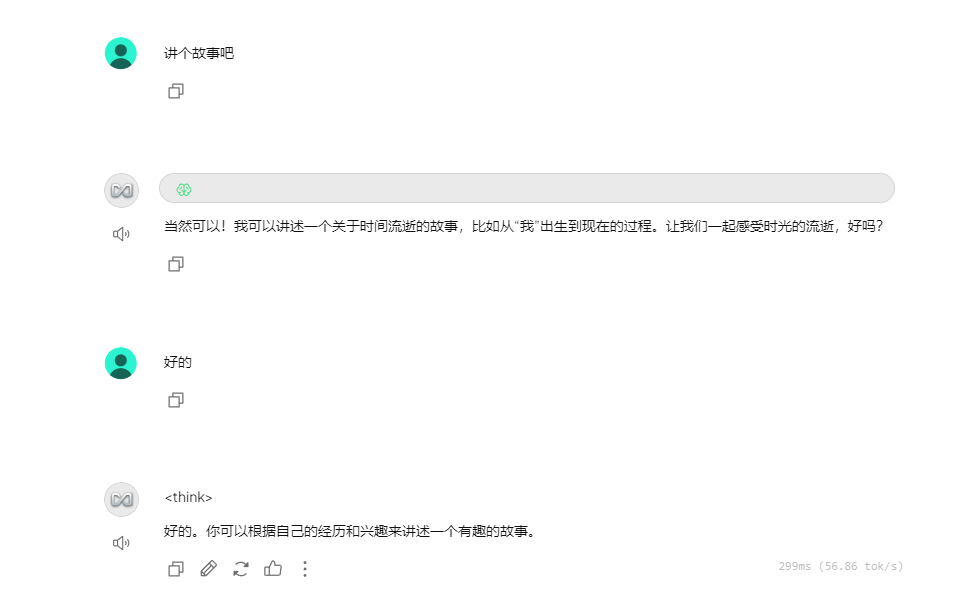 讲个故事吧
当然可以！我可以讲述一个关于时间流逝的故事，比如从“我”出生到现在的过程。让我们一起感受时光的流逝，好吗？
好的
<think>
好的。你可以根据自己的经历和兴趣来讲述一个有趣的故事。
299ms (56.86 tok/s)